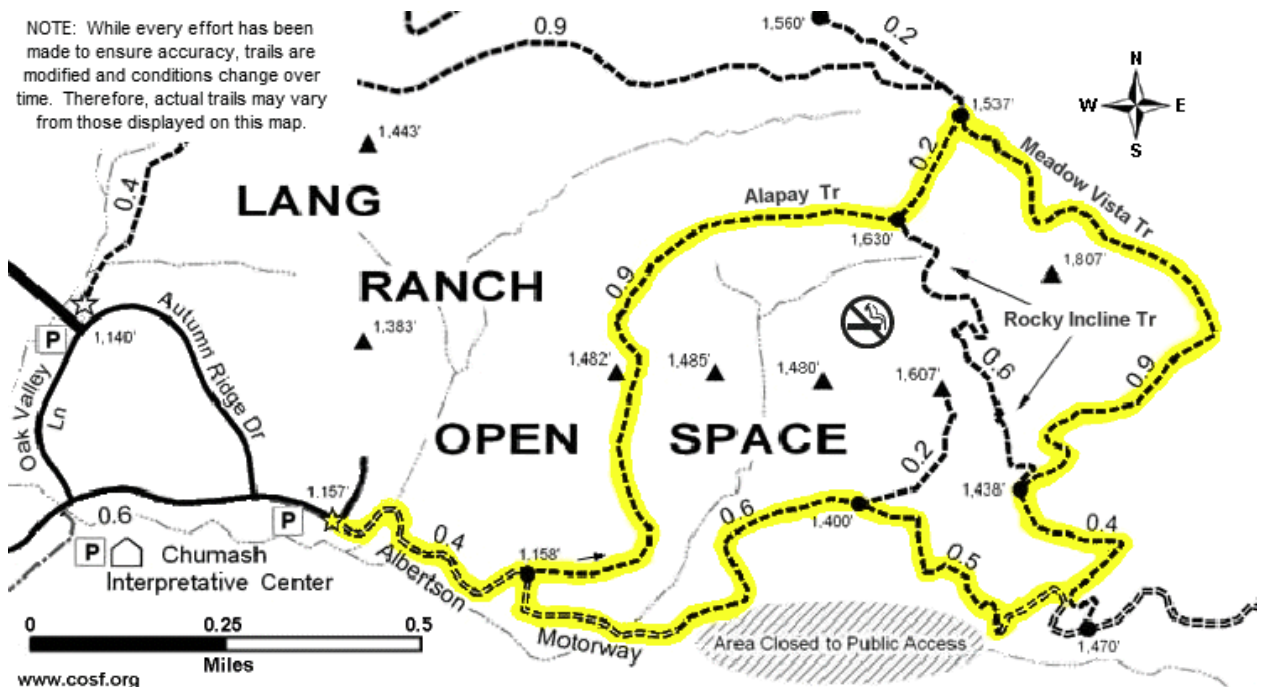 NOTE: While every effort has been
made to ensure accuracy, trails are
modified and conditions change over
time. Therefore, actual trails may vary
from those displayed on this map.
1,560'
0.2
0.9
N
W E
S
1,537'
1,443'
0.4
0.2
Meadow Vista Tr
LANG
Alapay Tr
1,630'
1,807'
RANCH
0.9
Rocky Incline Tr
P
1,140'
Autumn Ridge Dr
1,383'
1,482'
1,485'
1,480'
1,607'
0.6
0.9
Oak Valley
Ln
OPEN SPACE
0.2
1,438'
1.157'
0.6
P
0.4
0.6
1,400'
0.4
P
Chumash
Interpretative Center
Albertson
1,158'
0.5
Motorway
Area Closed to Public Access
1,470'
0 0.25 0.5
Miles
www.cosf.org